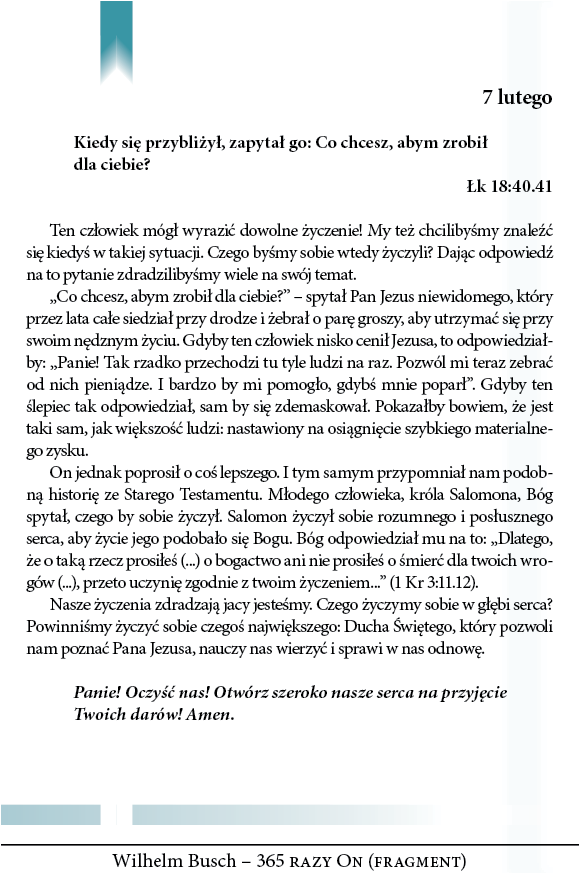 7 lutego
Kiedy się przybliżył, zapytał go: Co chcesz, abym zrobił
dla ciebie?
Łk 18:40.41
Ten człowiek mógł wyrazić dowolne życzenie! My też chcilibyśmy znaleźć
się kiedyś w takiej sytuacji. Czego byśmy sobie wtedy życzyli? Dając odpowiedź
na to pytanie zdradzilibyśmy wiele na swój temat.
„Co chcesz, abym zrobił dla ciebie?” – spytał Pan Jezus niewidomego, który
przez lata całe siedział przy drodze i żebrał o parę groszy, aby utrzymać się przy
swoim nędznym życiu. Gdyby ten człowiek nisko cenił Jezusa, to odpowiedział-
by: „Panie! Tak rzadko przechodzi tu tyle ludzi na raz. Pozwól mi teraz zebrać
od nich pieniądze. I bardzo by mi pomogło, gdybś mnie poparł”. Gdyby ten
ślepiec tak odpowiedział, sam by się zdemaskował. Pokazałby bowiem, że jest
taki sam, jak większość ludzi: nastawiony na osiągnięcie szybkiego materialne-
go zysku.
On jednak poprosił o coś lepszego. I tym samym przypomniał nam podob-
ną historię ze Starego Testamentu. Młodego człowieka, króla Salomona, Bóg
spytał, czego by sobie życzył. Salomon życzył sobie rozumnego i posłusznego
serca, aby życie jego podobało się Bogu. Bóg odpowiedział mu na to: „Dlatego,
że o taką rzecz prosiłeś (...) o bogactwo ani nie prosiłeś o śmierć dla twoich wro-
gów (...), przeto uczynię zgodnie z twoim życzeniem...” (1 Kr 3:11.12).
Nasze życzenia zdradzają jacy jesteśmy. Czego życzymy sobie w głębi serca?
Powinniśmy życzyć sobie czegoś największego: Ducha Świętego, który pozwoli
nam poznać Pana Jezusa, nauczy nas wierzyć i sprawi w nas odnowę.
Panie! Oczyść nas! Otwórz szeroko nasze serca na przyjęcie
Twoich darów! Amen.
Wilhelm Busch – 365 razy On (fragment)